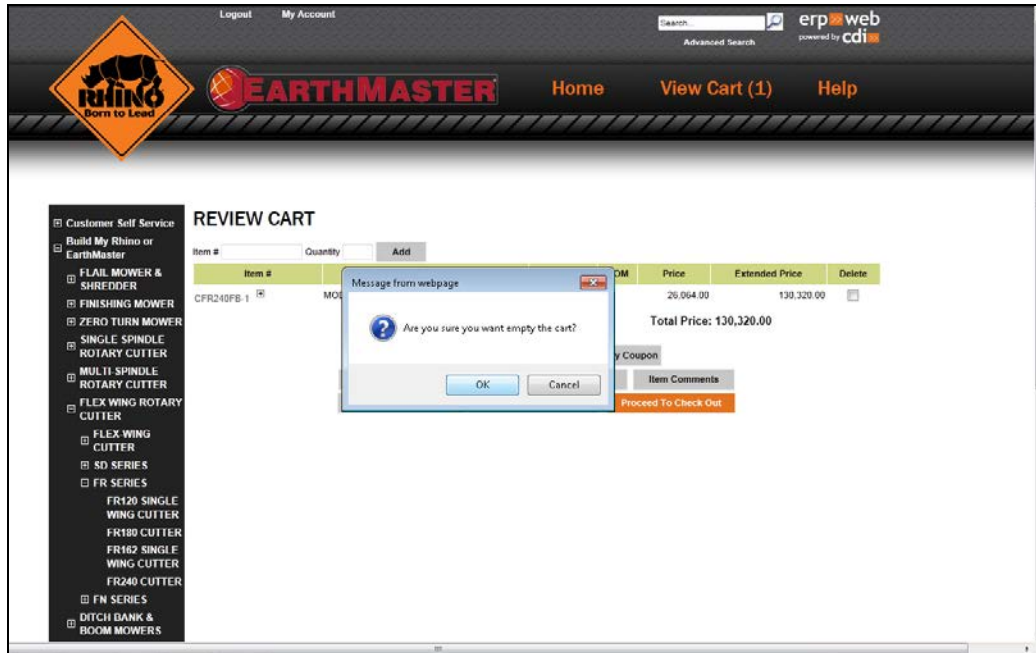 Logout My Account
Search...
Advanced Search
erp web
powered by cdi
RHINO
Born to Lead
EARTHMASTER
Home View Cart (1) Help
REVIEW CART
Item # Quantity Add
Item # OM Price Extended Price Delete
CFR240FB-1 MOD 26,064.00 130,320.00
Total Price: 130,320.00
y Coupon
Item Comments
Proceed To Check Out
Message from webpage
Are you sure you want empty the cart?
OK Cancel
Customer Self Service
Build My Rhino or
EarthMaster
FLAIL MOWER &
SHREDDER
FINISHING MOWER
ZERO TURN MOWER
SINGLE SPINDLE
ROTARY CUTTER
MULTI-SPINDLE
ROTARY CUTTER
FLEX WING ROTARY
CUTTER
FLEX-WING
CUTTER
SD SERIES
FR SERIES
FR120 SINGLE
WING CUTTER
FR180 CUTTER
FR162 SINGLE
WING CUTTER
FR240 CUTTER
FN SERIES
DITCH BANK &
BOOM MOWERS